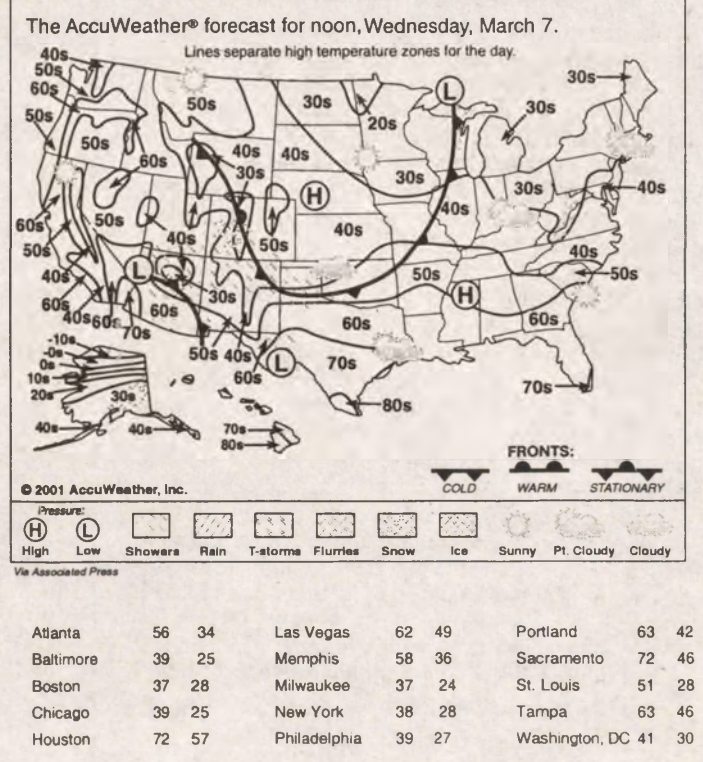 The AccuWeather® forecast for noon, Wednesday, March 7.
Lines separate high temperature zones for the day.
40s
50s
60s
50s
50s
60s
50s
30s
20s
L
30s
30s
40s
30s
40s
30s
30s
40s
50s
40s
H
50s
40s
40s
60s
50s
40s
60s
40s
60s
70s
L
30s
60s
50s
40s
60s
L
50s
H
40s
50s
60s
60s
70s
70s
80s
-10s
-0s
0s
10s
20s
30s
40s
40s
70s
80s
FRONTS:
COLD WARM STATIONARY
© 2001 AccuWeather, Inc.
Pressure:
H L
High Low Showers Rain T-storms Flurries Snow Ice Sunny Pt. Cloudy Cloudy
Via Associated Press
Atlanta 56 34 Las Vegas 62 49 Portland 63 42
Baltimore 39 25 Memphis 58 36 Sacramento 72 46
Boston 37 28 Milwaukee 37 24 St. Louis 51 28
Chicago 39 25 New York 38 28 Tampa 63 46
Houston 72 57 Philadelphia 39 27 Washington, DC 41 30